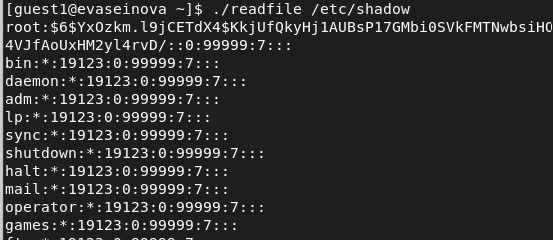 [guest1@evaseinova ~]$ ./readfile /etc/shadow
root:$6$YxOzkm.l9jCETdX4$KkjUfQkyHj1AUBsP17GMbi0SVkFMTNwbsiHO
4VJfAoUxHM2yl4rvD/::0:99999:7:::
bin:*:19123:0:99999:7:::
daemon:*:19123:0:99999:7:::
adm:*:19123:0:99999:7:::
lp:*:19123:0:99999:7:::
sync:*:19123:0:99999:7:::
shutdown:*:19123:0:99999:7:::
halt:*:19123:0:99999:7:::
mail:*:19123:0:99999:7:::
operator:*:19123:0:99999:7:::
games:*:19123:0:99999:7:::